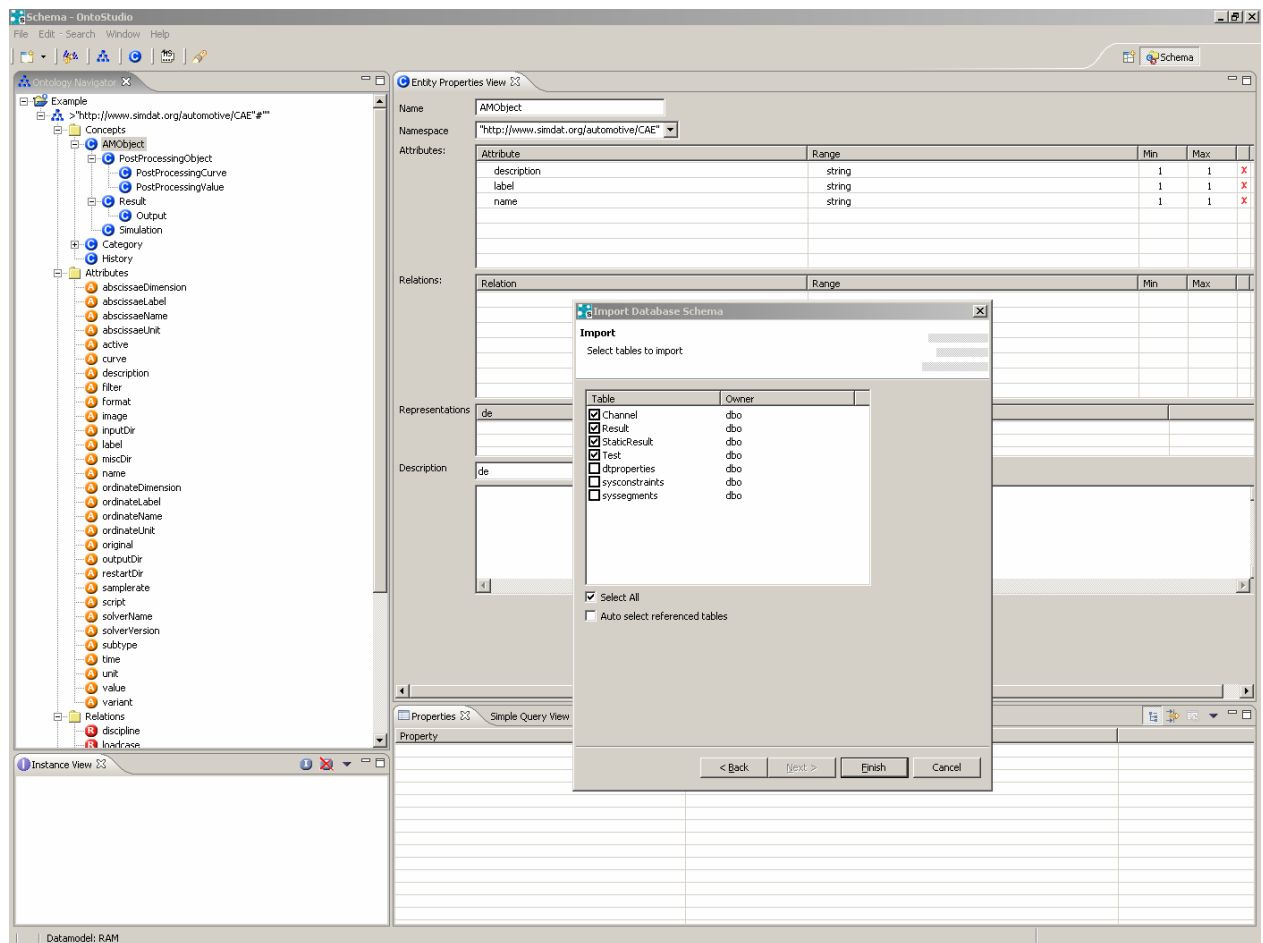 Schema - OntoStudio
File Edit - Search Window Help
Schema
Ontology Navigator
Example
>"http://www.simdat.org/automotive/CAE"#""
Concepts
AMObject
PostProcessingObject
PostProcessingCurve
PostProcessingValue
Result
Output
Simulation
Category
History
Attributes
abscissaeDimension
abscissaeLabel
abscissaeName
abscissaeUnit
active
curve
description
filter
format
image
inputDir
label
miscDir
name
ordinateDimension
ordinateLabel
ordinateName
ordinateUnit
original
outputDir
restartDir
samplerate
script
solverName
solverVersion
subtype
time
unit
value
variant
Relations
discipline
loadcase
Instance View
Datamodel: RAM
Entity Properties View
Name AMObject
Namespace "http://www.simdat.org/automotive/CAE"
Attributes: Attribute Range Min Max
description string 1 1 X
label string 1 1 X
name string 1 1 X
Relations: Relation Range Min Max
Representations de
Description de
Import Database Schema
Import
Select tables to import
Table Owner
Channel dbo
Result dbo
StaticResult dbo
Test dbo
dtproperties dbo
sysconstraints dbo
syssegments dbo
Select All
Auto select referenced tables
< Back Next > Finish Cancel
Properties Simple Query View
Property